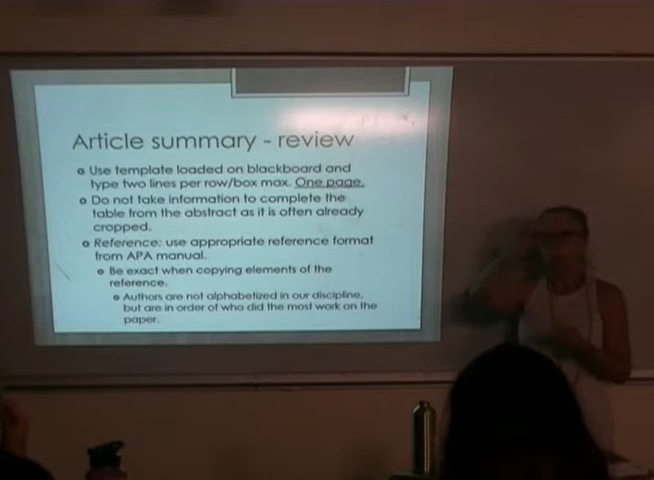 Article summary - review
Use template loaded on blackboard and
type two lines per row/box max. One page.
Do not take information to complete the
table from the abstract as it is often already
cropped.
Reference: use appropriate reference format
from APA manual.
Be exact when copying elements of the
reference.
Authors are not alphabetized in our discipline,
but are in order of who did the most work on the
paper.